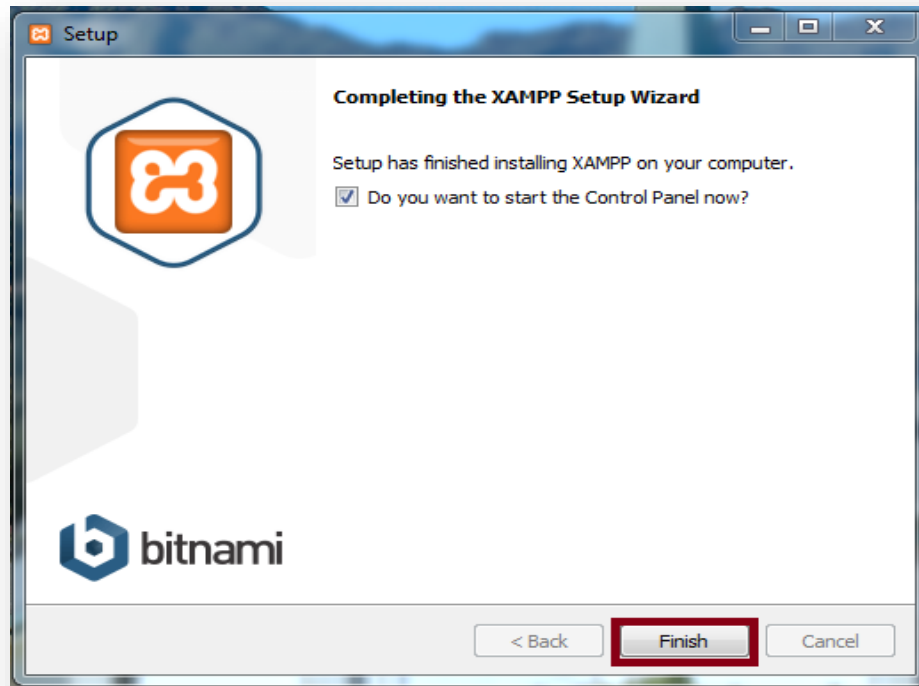 Setup
Completing the XAMPP Setup Wizard
Setup has finished installing XAMPP on your computer.
Do you want to start the Control Panel now?
bitnami
< Back
Finish
Cancel